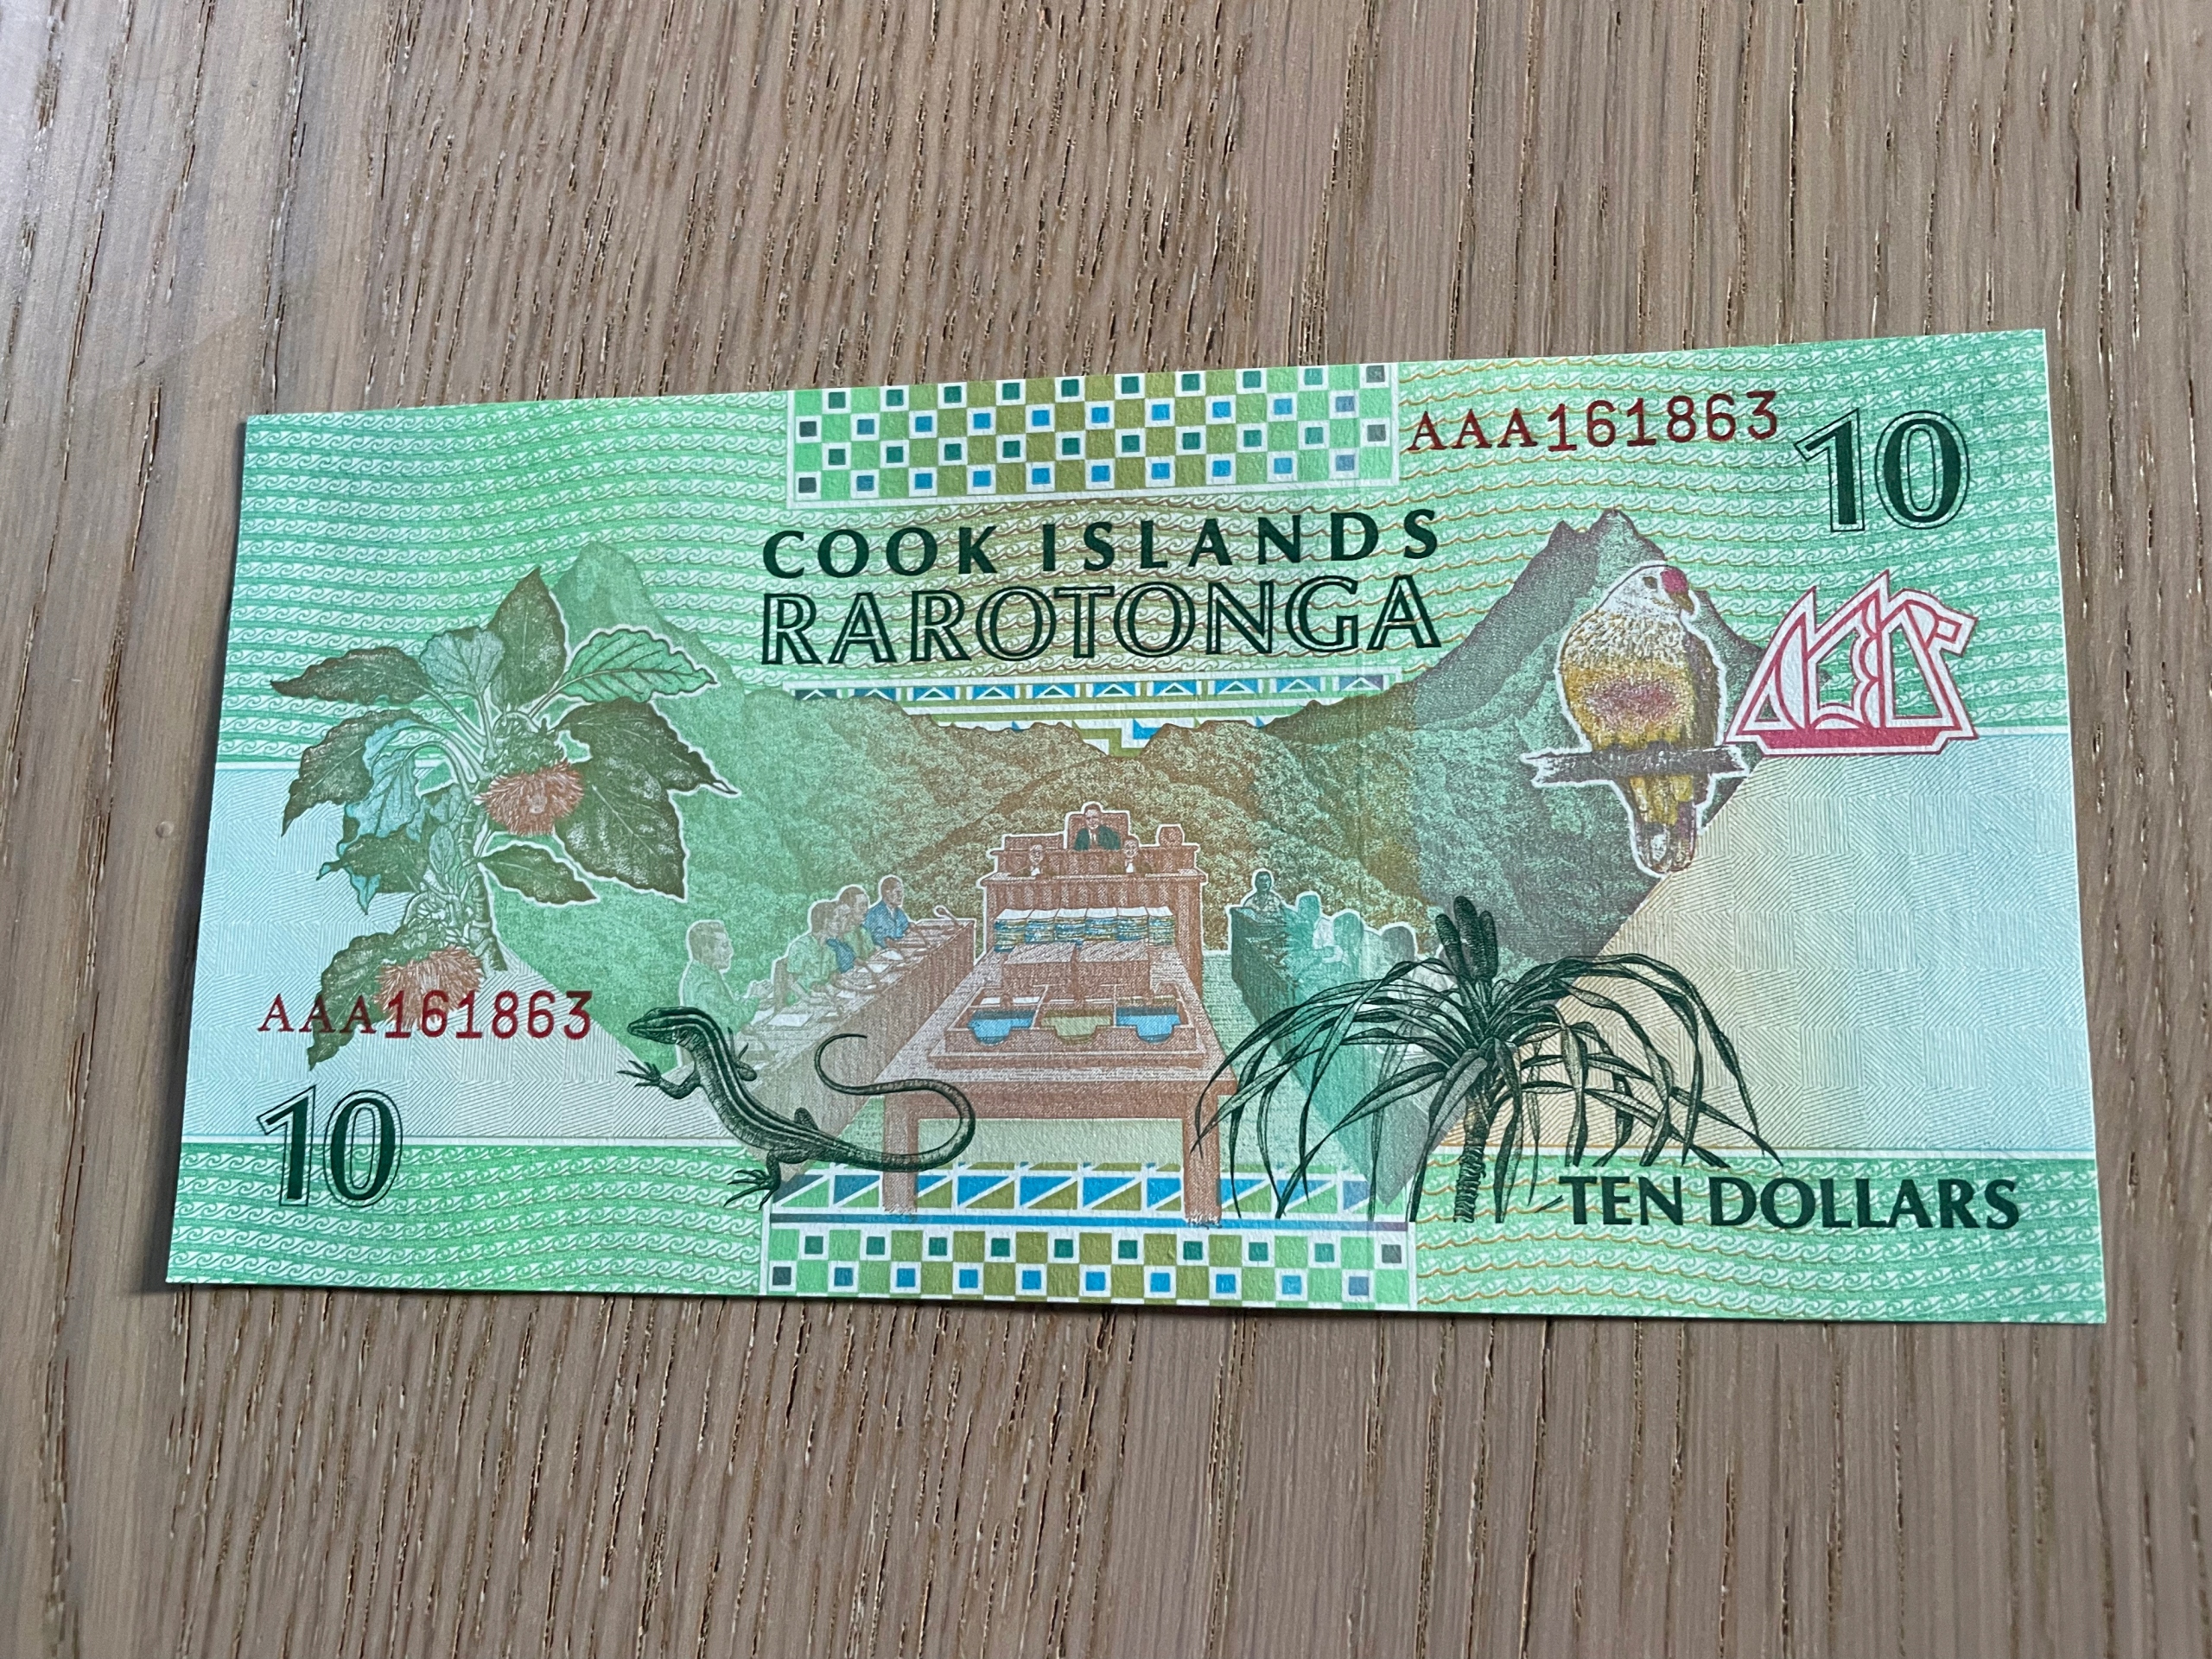 AAA161863 10
COOK ISLANDS
RAROTONGA
AAA161863
10
TEN DOLLARS